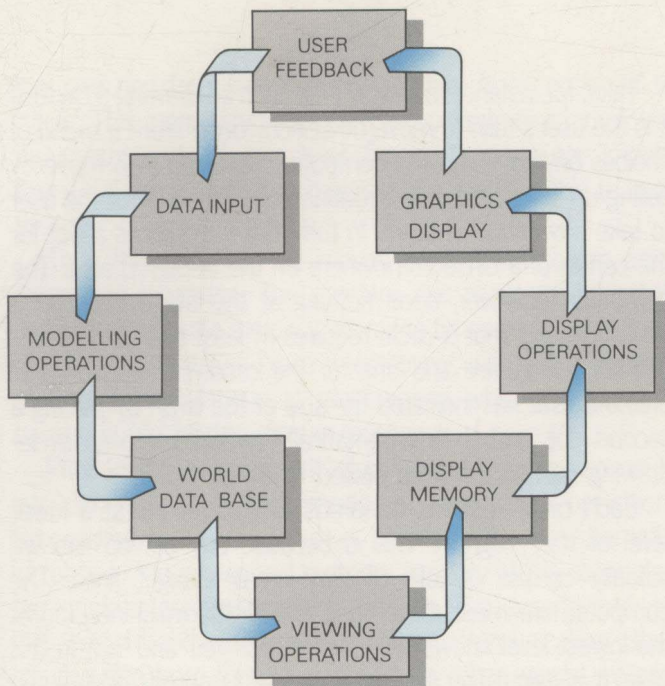 USER
FEEDBACK
DATA INPUT
GRAPHICS
DISPLAY
MODELLING
OPERATIONS
DISPLAY
OPERATIONS
WORLD
DATA BASE
DISPLAY
MEMORY
VIEWING
OPERATIONS